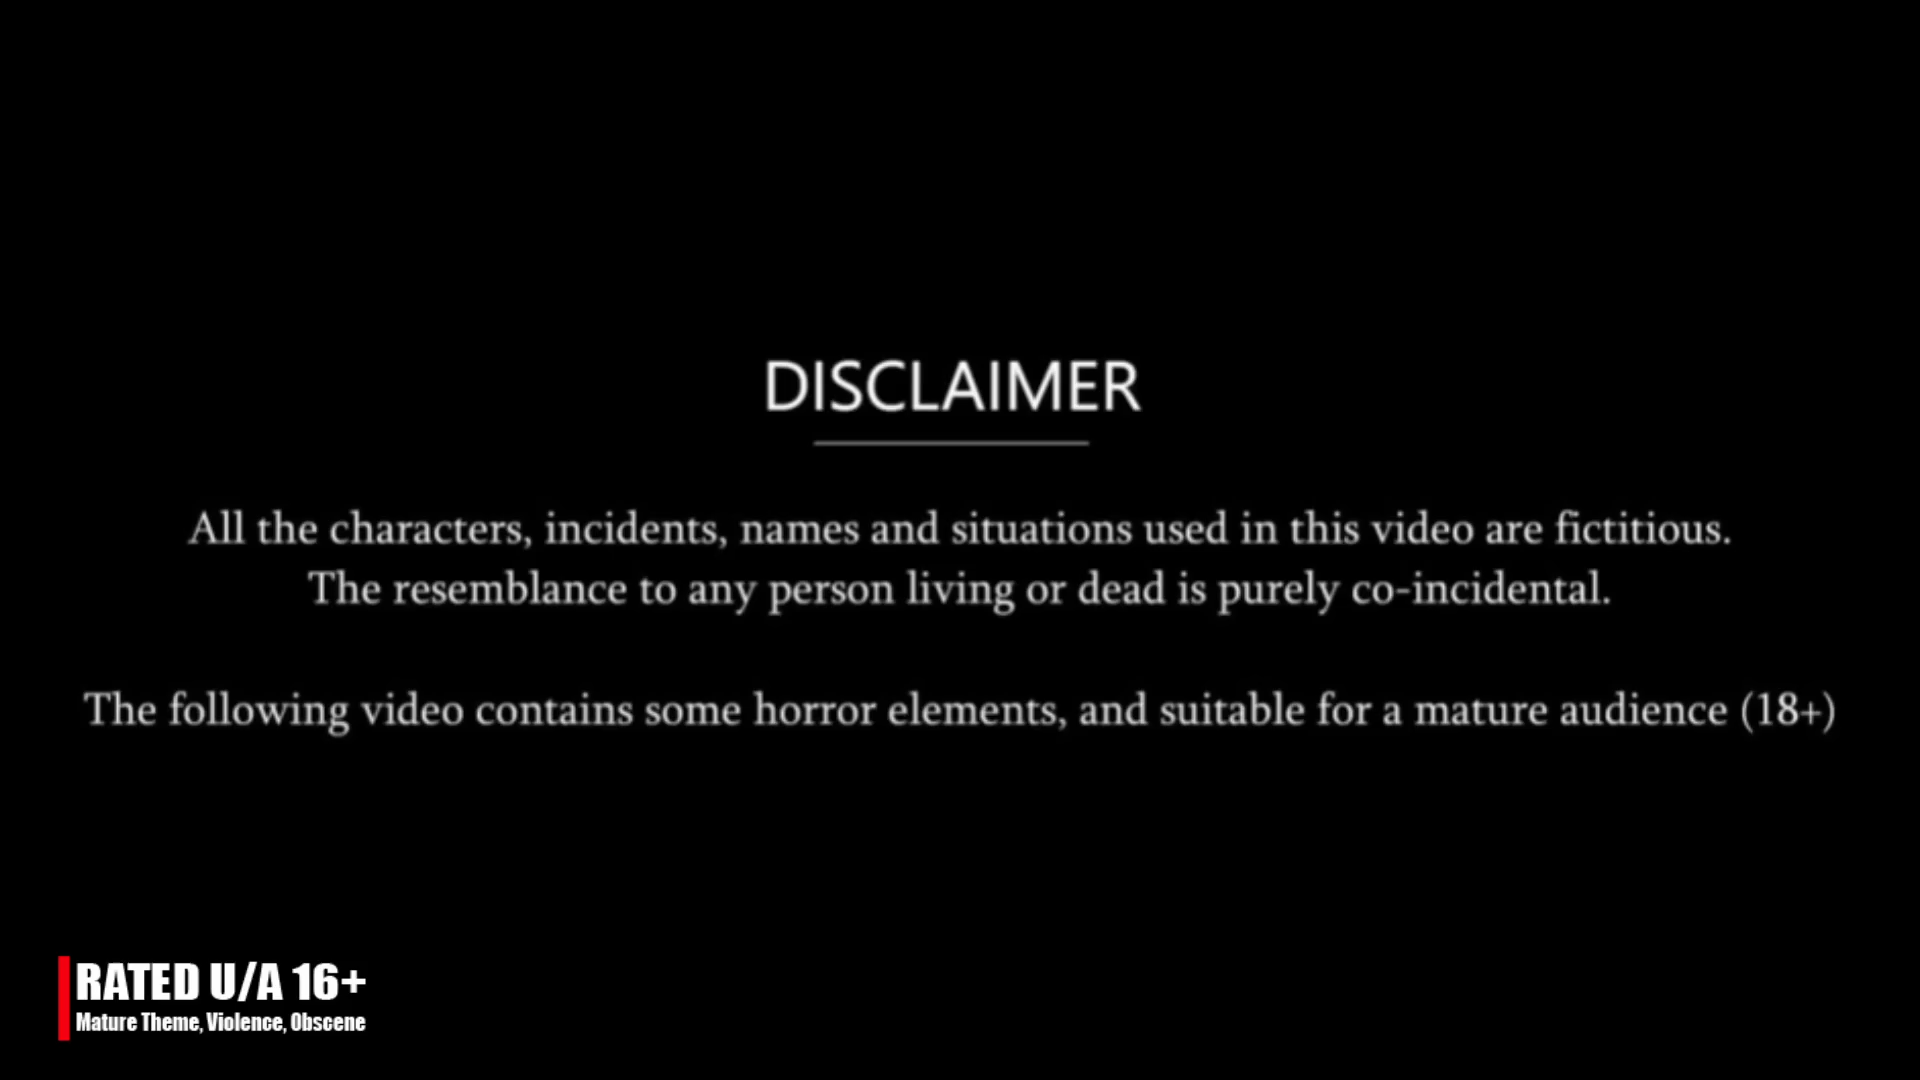 DISCLAIMER
All the characters, incidents, names and situations used in this video are fictitious.
The resemblance to any person living or dead is purely co-incidental.
The following video contains some horror elements, and suitable for a mature audience (18+)
RATED U/A 16+
Mature Theme, Violence, Obscene